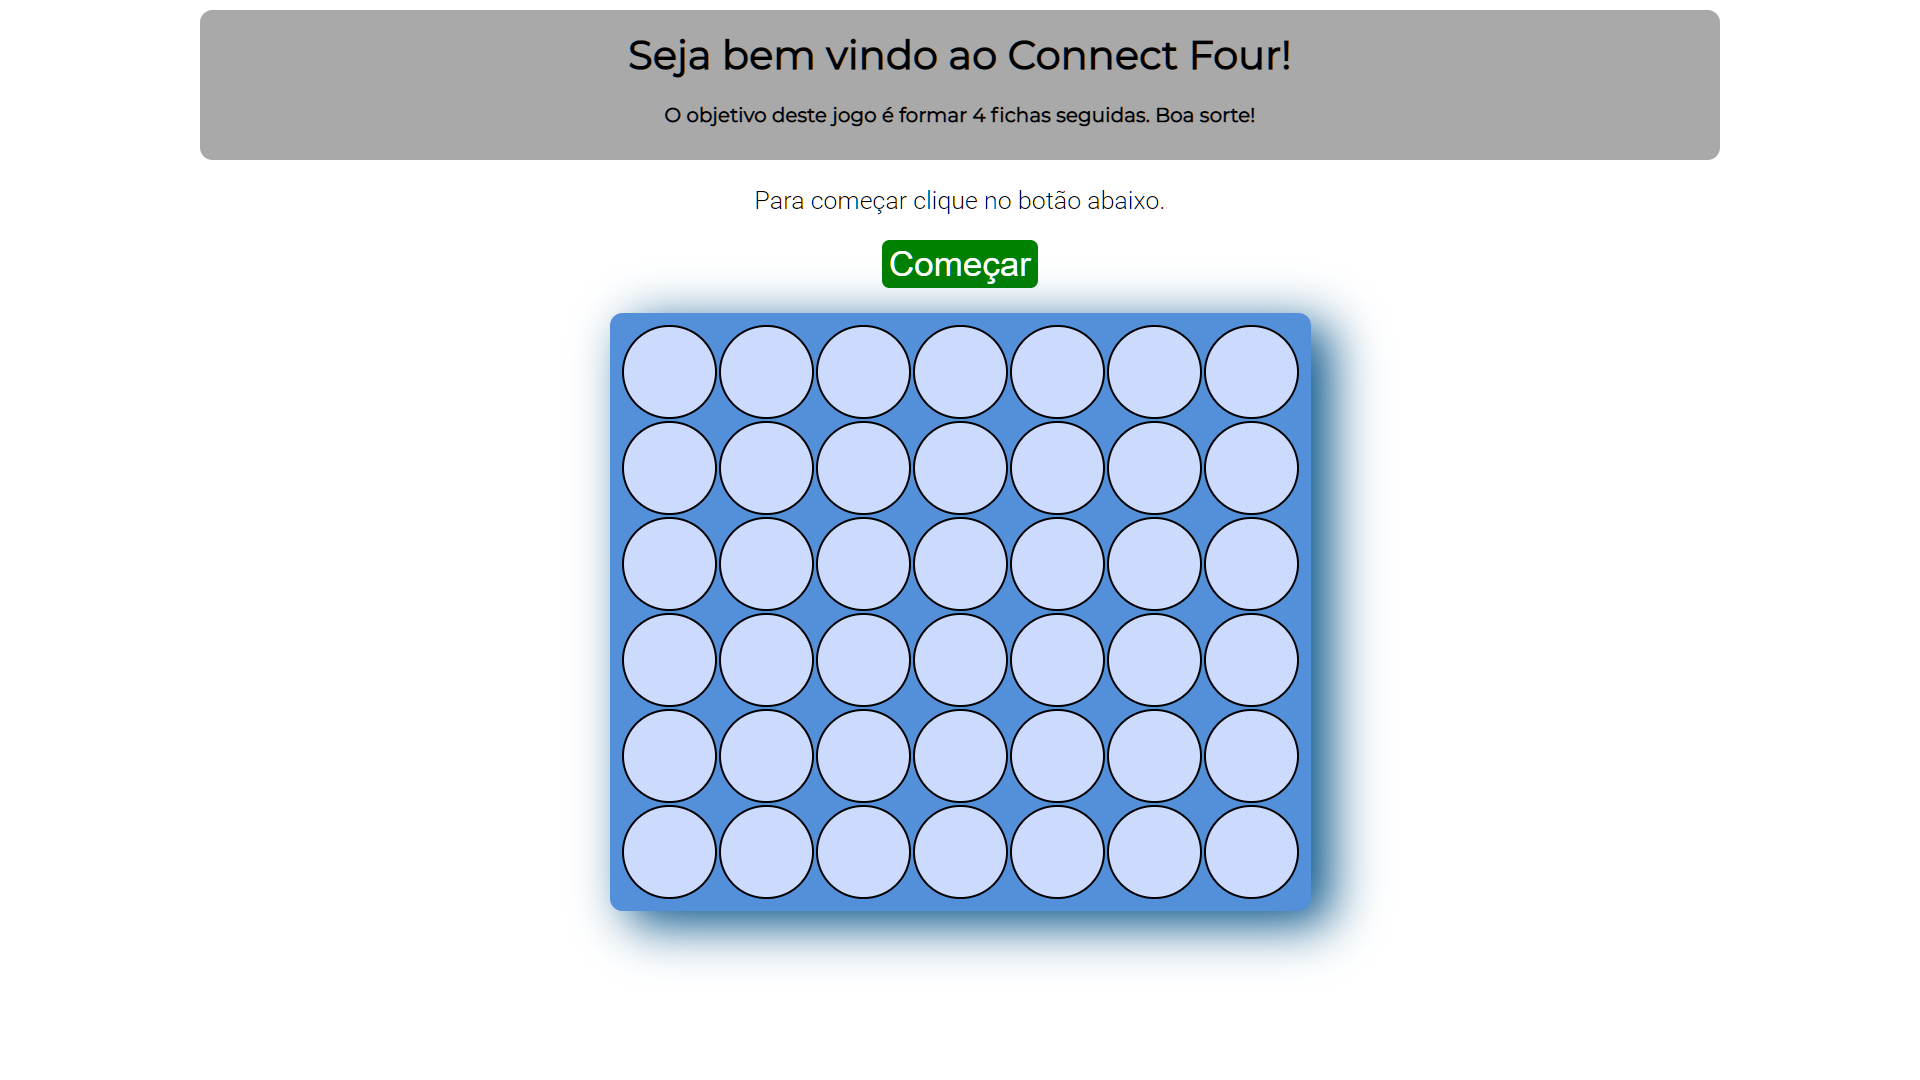 Seja bem vindo ao Connect Four!
O objetivo deste jogo é formar 4 fichas seguidas. Boa sorte!
Para começar clique no botão abaixo.
Começar